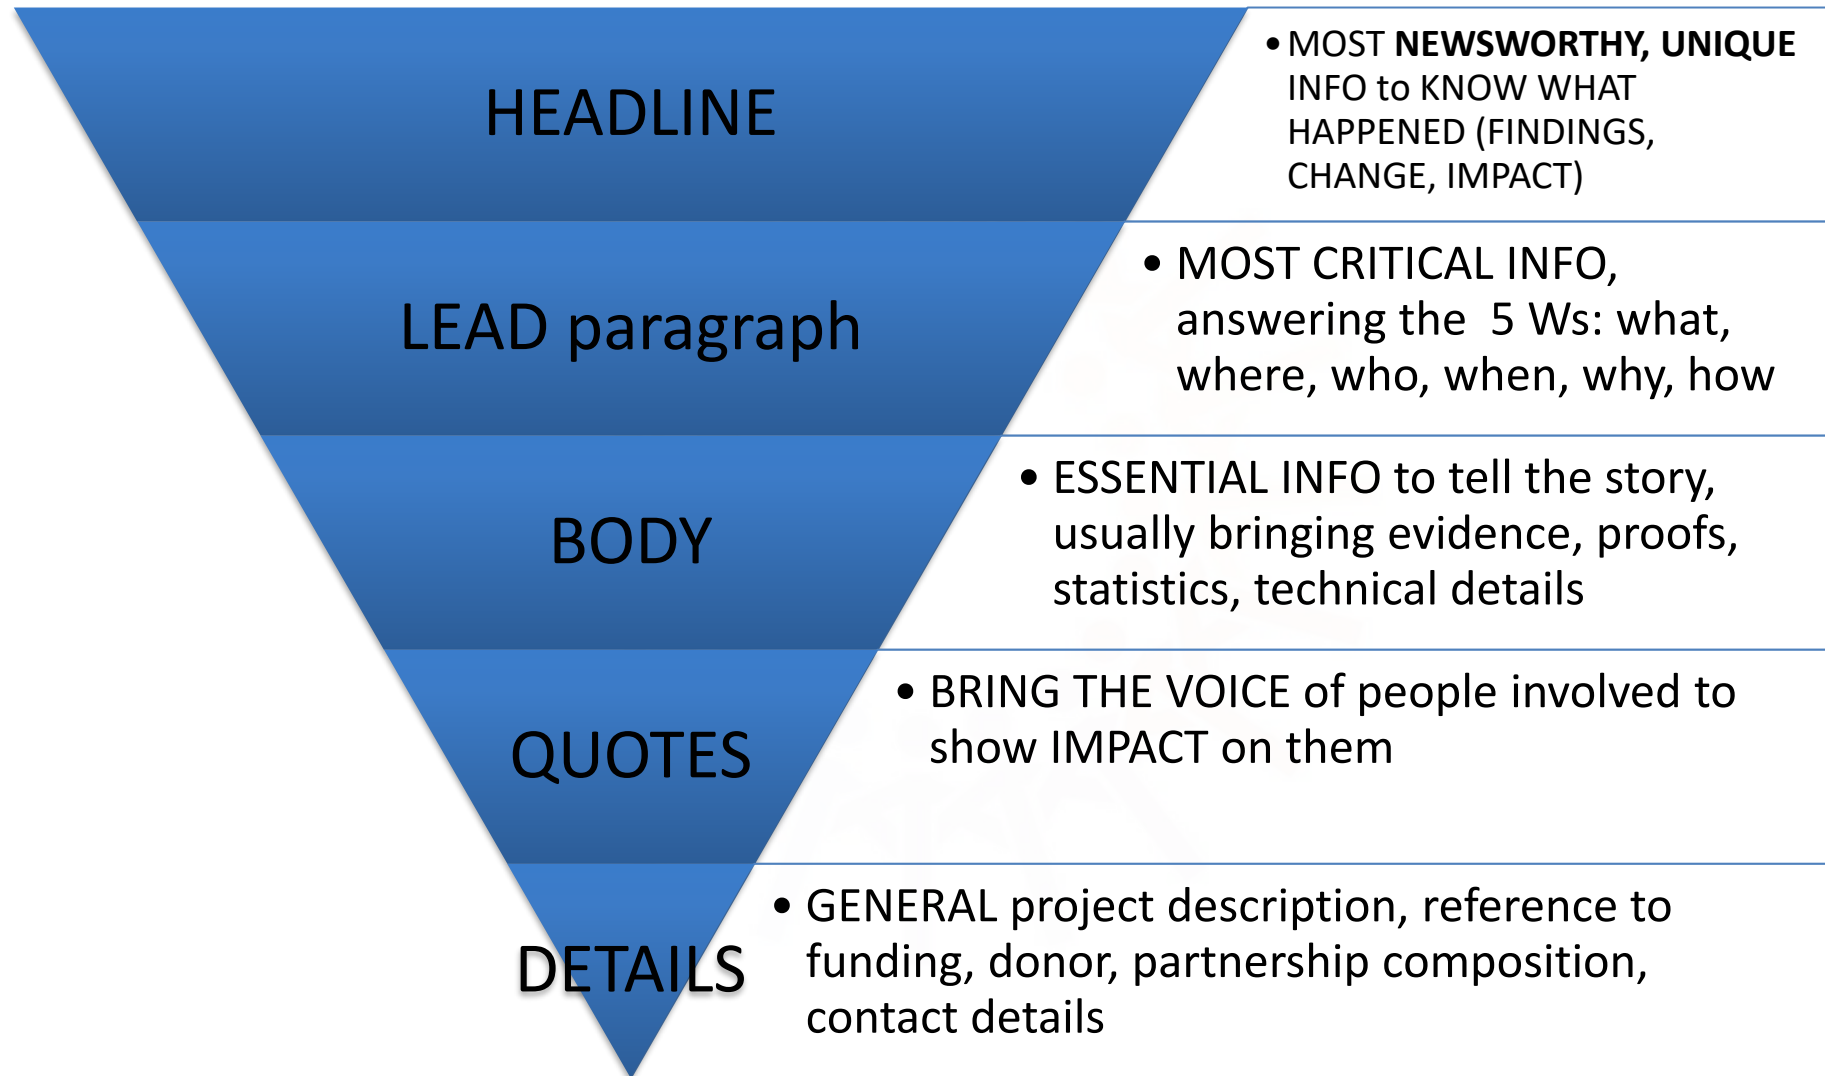 HEADLINE
• MOST NEWSWORTHY, UNIQUE
INFO to KNOW WHAT
HAPPENED (FINDINGS,
CHANGE, IMPACT)
LEAD paragraph
• MOST CRITICAL INFO,
answering the  5 Ws: what,
where, who, when, why, how
BODY
• ESSENTIAL INFO to tell the story,
usually bringing evidence, proofs,
statistics, technical details
QUOTES
• BRING THE VOICE of people involved to
show IMPACT on them
DETAILS
• GENERAL project description, reference to
funding, donor, partnership composition,
contact details